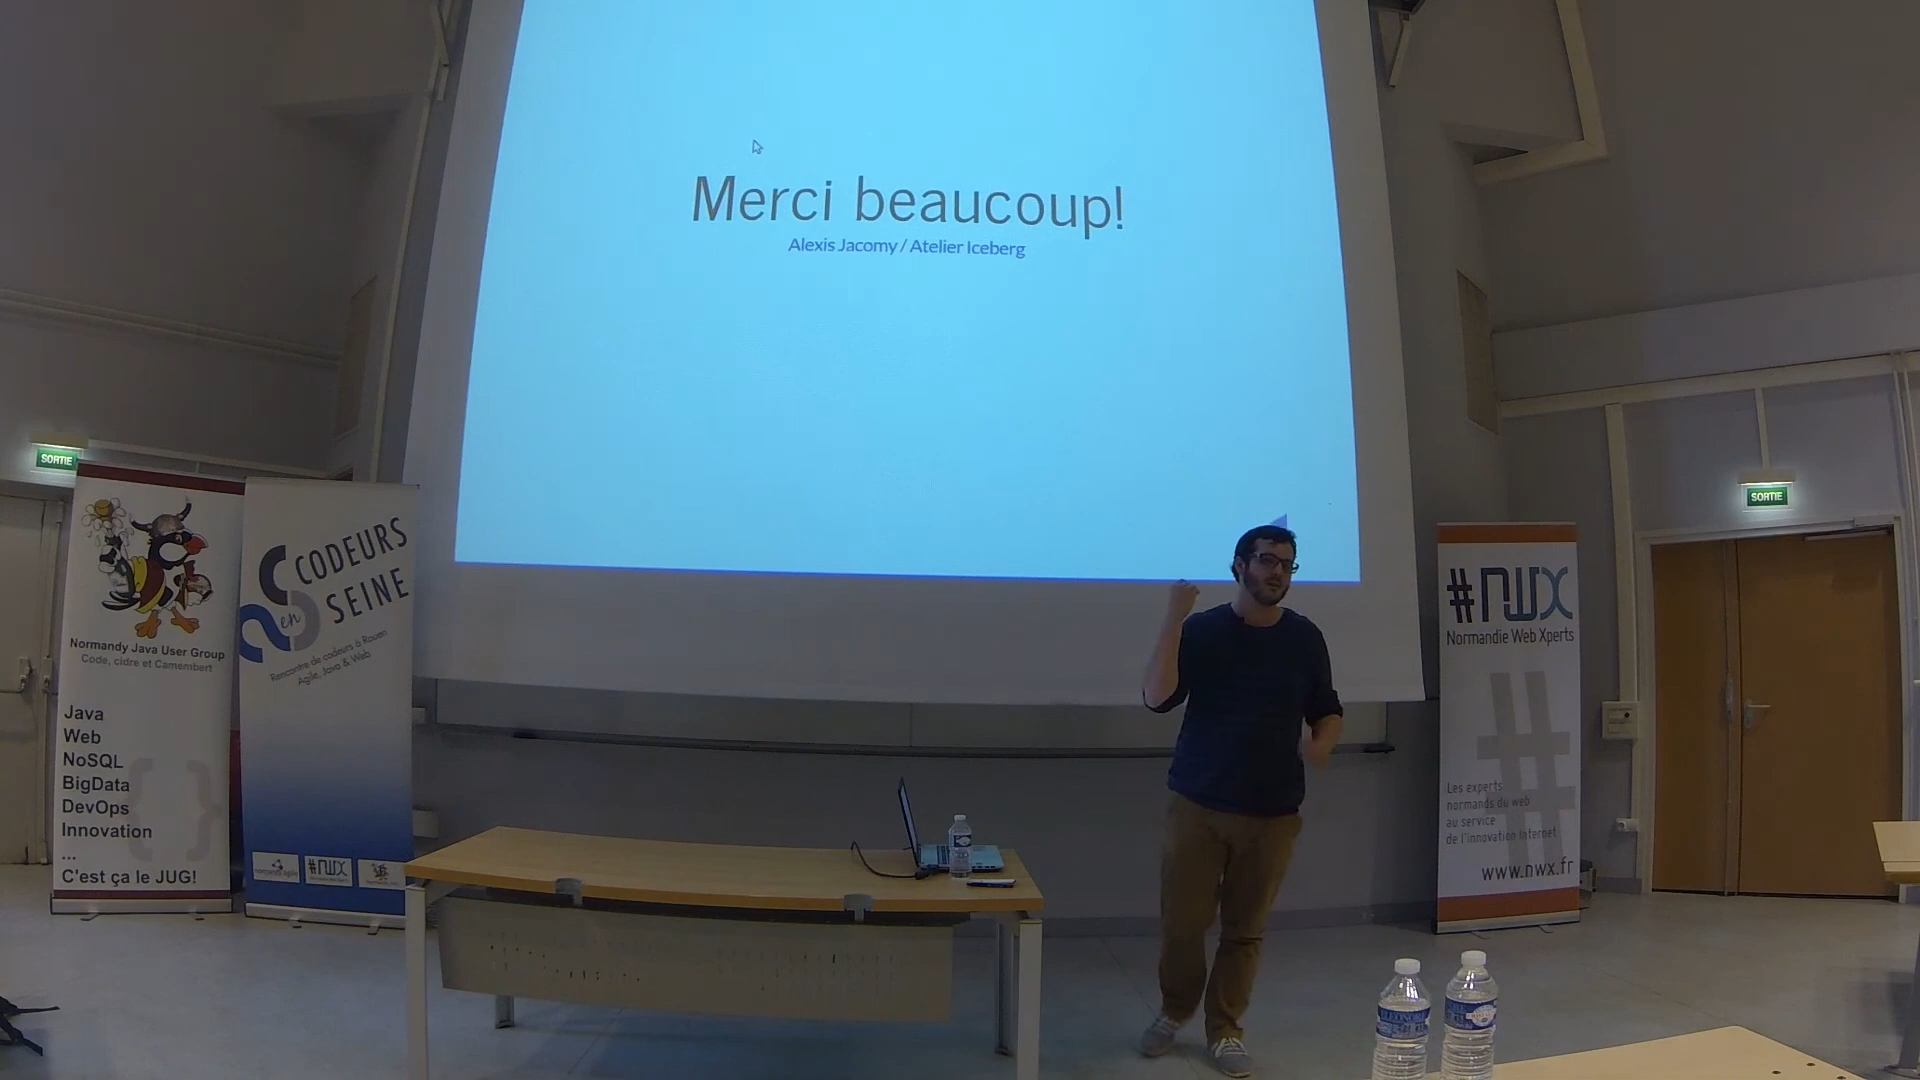 Merci beaucoup!
Alexis Jacomy / Atelier Iceberg
SORTIE
Normandy Java User Group
Code, cidre et Camembert
Java
Web
NoSQL
BigData
DevOps
Innovation
...
C'est ça le JUG!
CODEURS
en
SEINE
Rencontre de codeurs à Rouen
Agile, Java & Web
#NWX
SORTIE
#NWX
Normandie Web Xperts
Les experts
normands du web
au service
de l'innovation Internet
www.nwx.fr